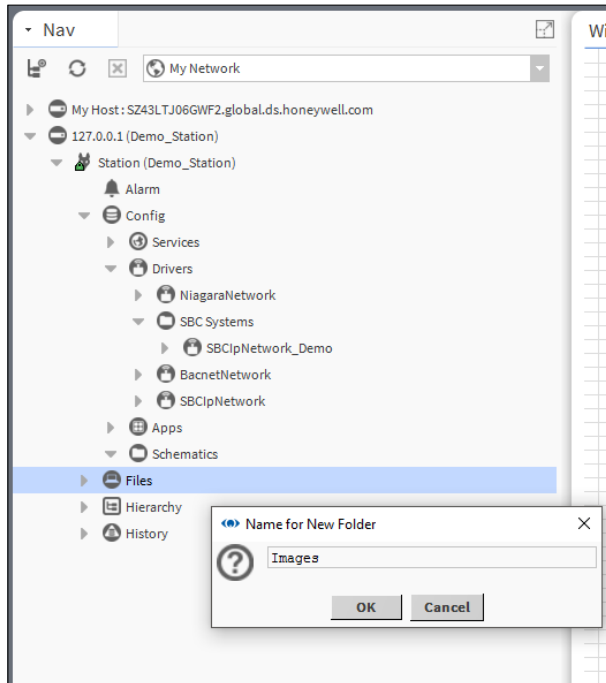 Nav
Wi
My Network
My Host : SZ43LTJ06GWF2.global.ds.honeywell.com
127.0.0.1 (Demo_Station)
Station (Demo_Station)
Alarm
Config
Services
Drivers
NiagaraNetwork
SBC Systems
SBCIpNetwork_Demo
BacnetNetwork
SBCIpNetwork
Apps
Schematics
Files
Hierarchy
History
Name for New Folder
Images
OK Cancel